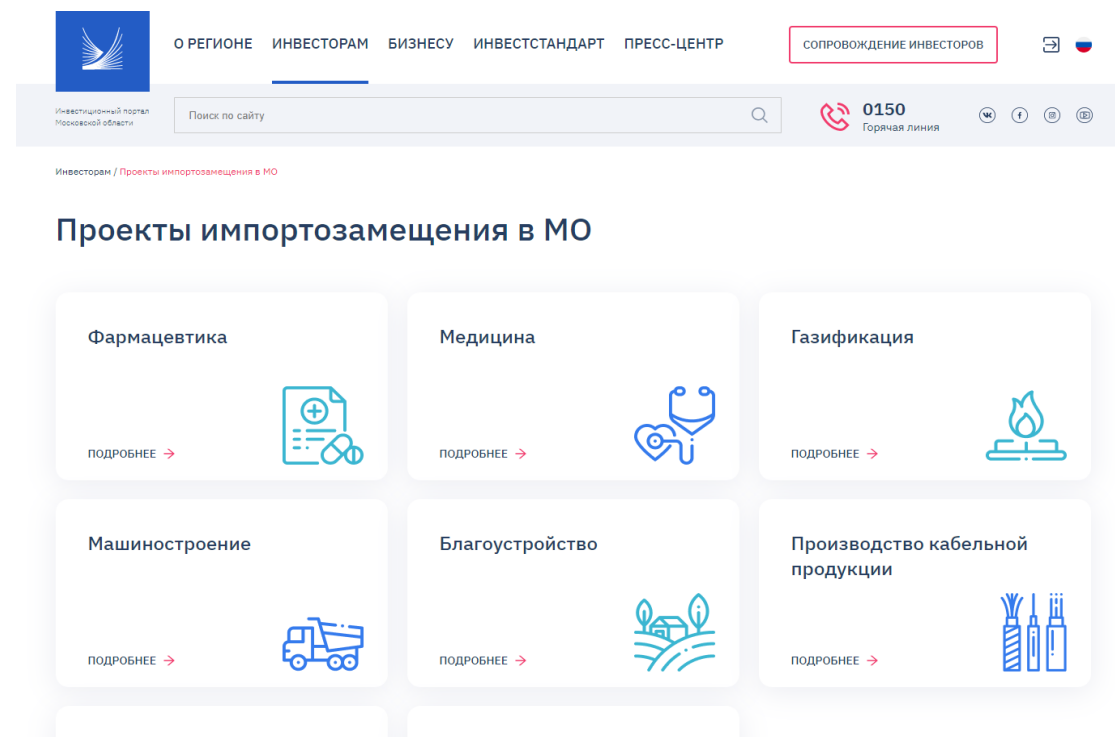 О РЕГИОНЕ ИНВЕСТОРАМ БИЗНЕСУ ИНВЕСТСТАНДАРТ ПРЕСС-ЦЕНТР СОПРОВОЖДЕНИЕ ИНВЕСТОРОВ
Инвестиционный портал
Московской области
Поиск по сайту
0150
Горячая линия
Инвесторам / Проекты импортозамещения в МО
Проекты импортозамещения в МО
Фармацевтика
ПОДРОБНЕЕ →
Медицина
ПОДРОБНЕЕ →
Газификация
ПОДРОБНЕЕ →
Машиностроение
ПОДРОБНЕЕ →
Благоустройство
ПОДРОБНЕЕ →
Производство кабельной
продукции
ПОДРОБНЕЕ →